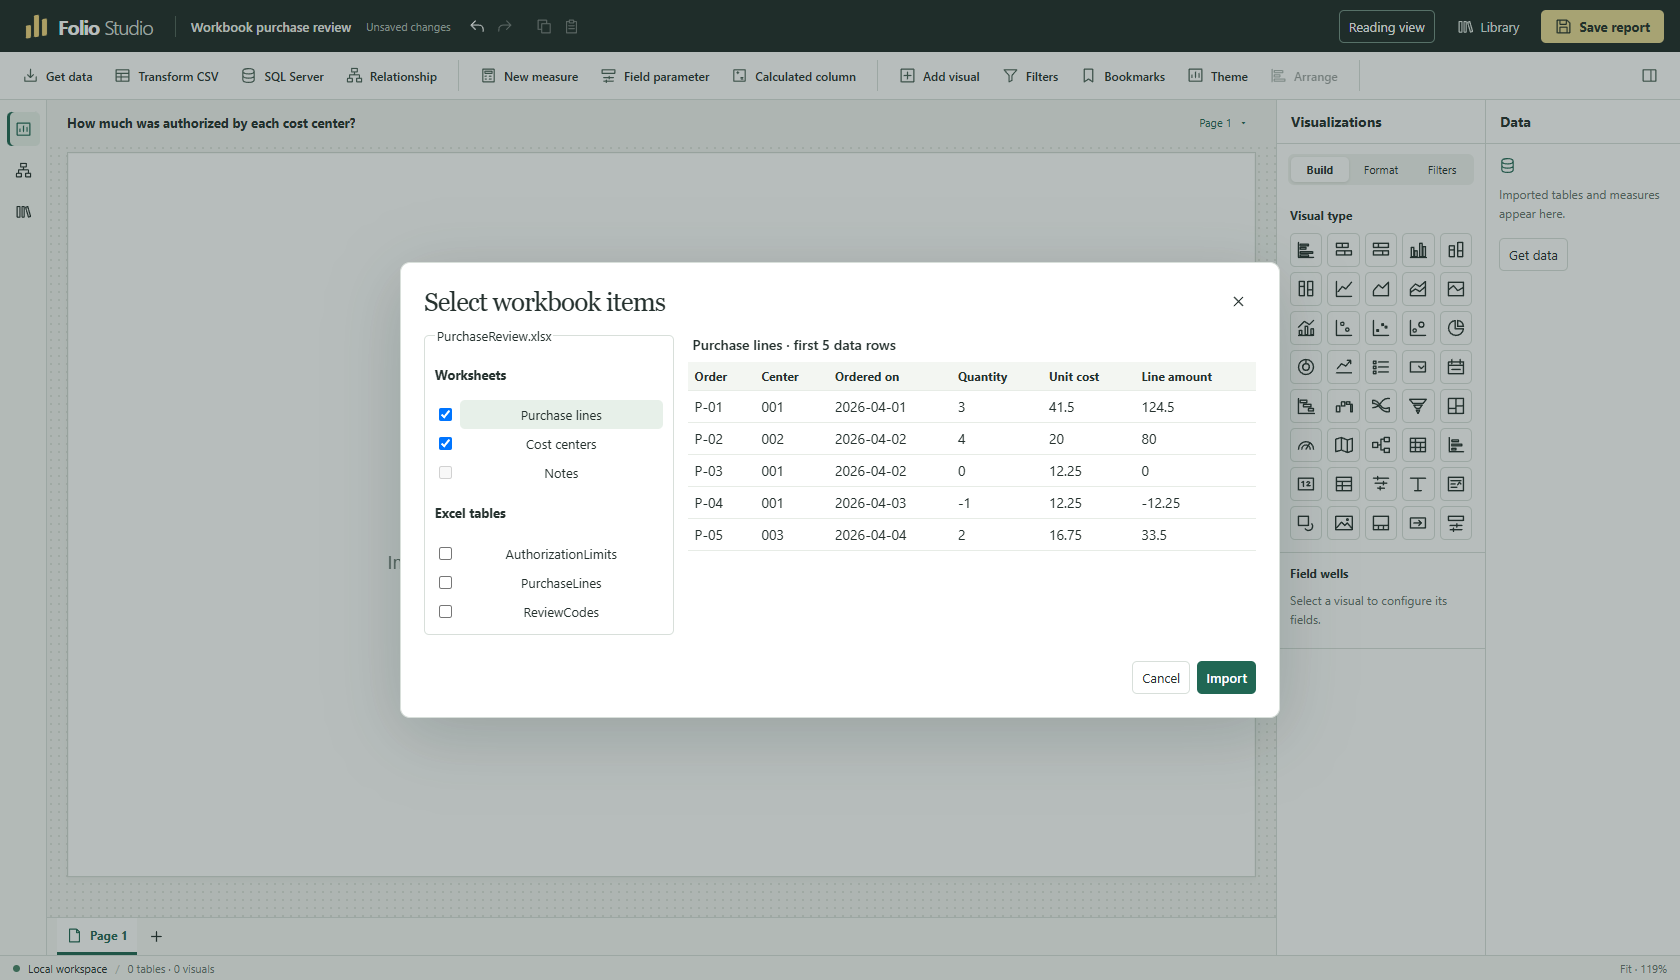 Folio Studio
Workbook purchase review
Unsaved changes
Reading view
Library
Save report
Get data
Transform CSV
SQL Server
Relationship
New measure
Field parameter
Calculated column
Add visual
Filters
Bookmarks
Theme
Arrange
How much was authorized by each cost center?
Page 1
Visualizations
Build
Format
Filters
Visual type
Field wells
Select a visual to configure its
fields.
Data
Imported tables and measures
appear here.
Get data
Select workbook items
PurchaseReview.xlsx
Worksheets
Purchase lines
Cost centers
Notes
Excel tables
AuthorizationLimits
PurchaseLines
ReviewCodes
Purchase lines · first 5 data rows
Order Center Ordered on Quantity Unit cost Line amount
P-01 001 2026-04-01 3 41.5 124.5
P-02 002 2026-04-02 4 20 80
P-03 001 2026-04-02 0 12.25 0
P-04 001 2026-04-03 -1 12.25 -12.25
P-05 003 2026-04-04 2 16.75 33.5
Cancel
Import
Page 1
Local workspace / 0 tables · 0 visuals
Fit · 119%